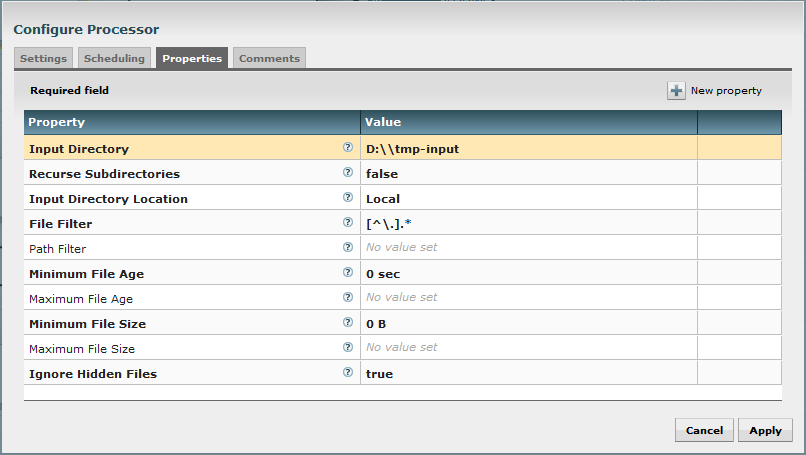 Configure Processor
Settings Scheduling Properties Comments
Required field New property
Property Value
Input Directory D:\\tmp-input
Recurse Subdirectories false
Input Directory Location Local
File Filter [^\.].*
Path Filter No value set
Minimum File Age 0 sec
Maximum File Age No value set
Minimum File Size 0 B
Maximum File Size No value set
Ignore Hidden Files true
Cancel Apply